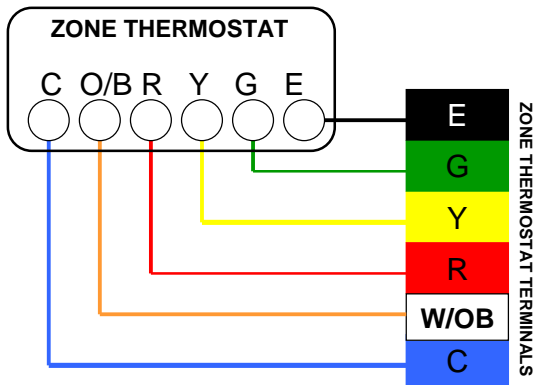 ZONE THERMOSTAT
C O/B R Y G E
E
G
Y
R
W/OB
C
ZONE THERMOSTAT TERMINALS